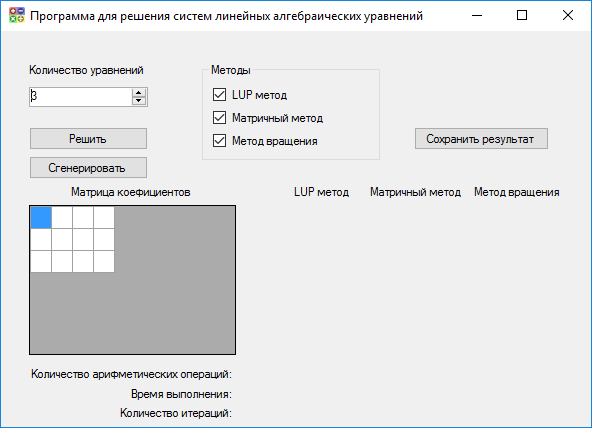 Программа для решения систем линейных алгебраических уравнений
Количество уравнений
3
Методы
LUP метод
Матричный метод
Метод вращения
Решить
Сгенерировать
Сохранить результат
Матрица коефициентов
LUP метод Матричный метод Метод вращения
Количество арифметических операций:
Время выполнения:
Количество итераций: